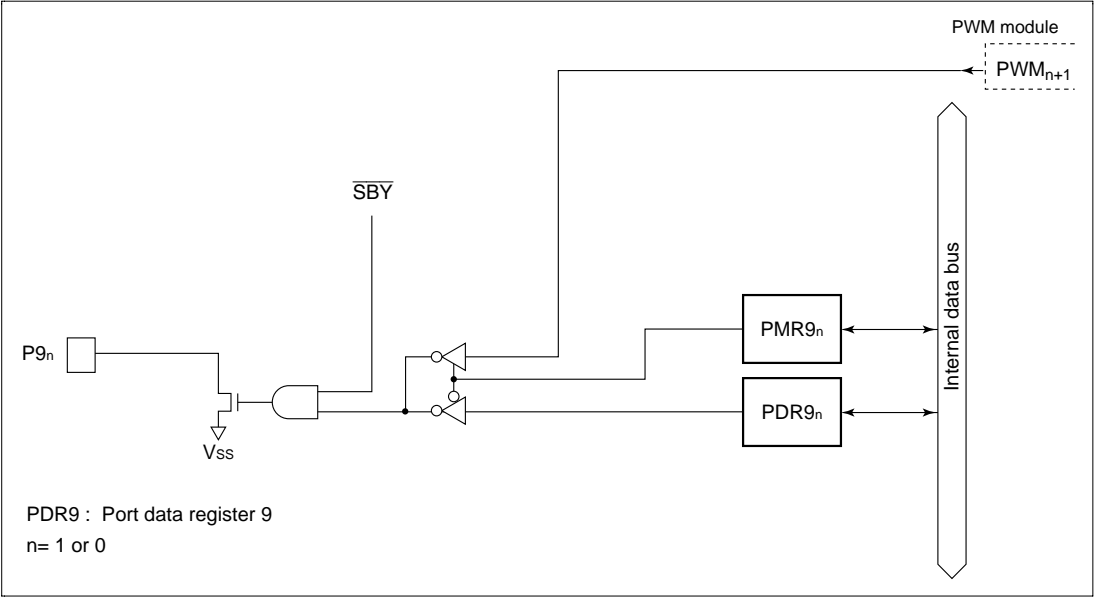 PWM module
PWMn+1
SBY
Internal data bus
PMR9n
P9n
PDR9n
VSS
PDR9 : Port data register 9
n= 1 or 0